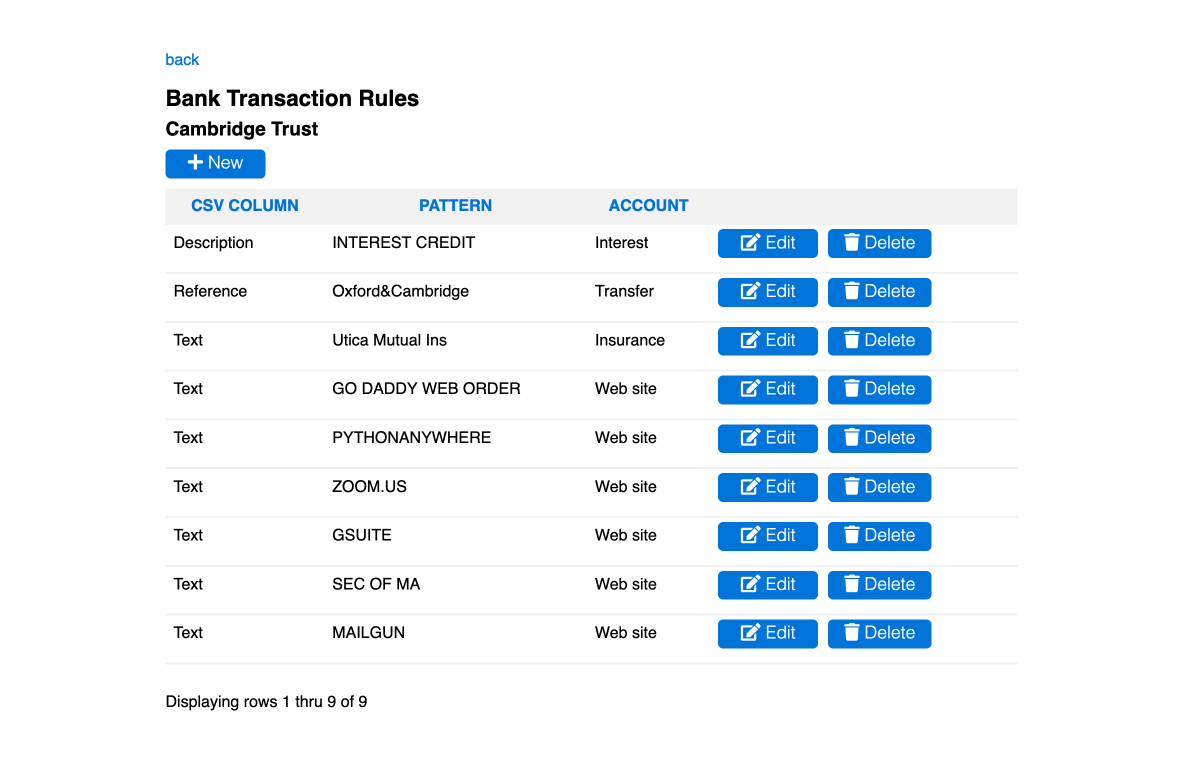 back
Bank Transaction Rules
Cambridge Trust
New
CSV COLUMN PATTERN ACCOUNT
Description INTEREST CREDIT Interest Edit Delete
Reference Oxford&Cambridge Transfer Edit Delete
Text Utica Mutual Ins Insurance Edit Delete
Text GO DADDY WEB ORDER Web site Edit Delete
Text PYTHONANYWHERE Web site Edit Delete
Text ZOOM.US Web site Edit Delete
Text GSUITE Web site Edit Delete
Text SEC OF MA Web site Edit Delete
Text MAILGUN Web site Edit Delete
Displaying rows 1 thru 9 of 9